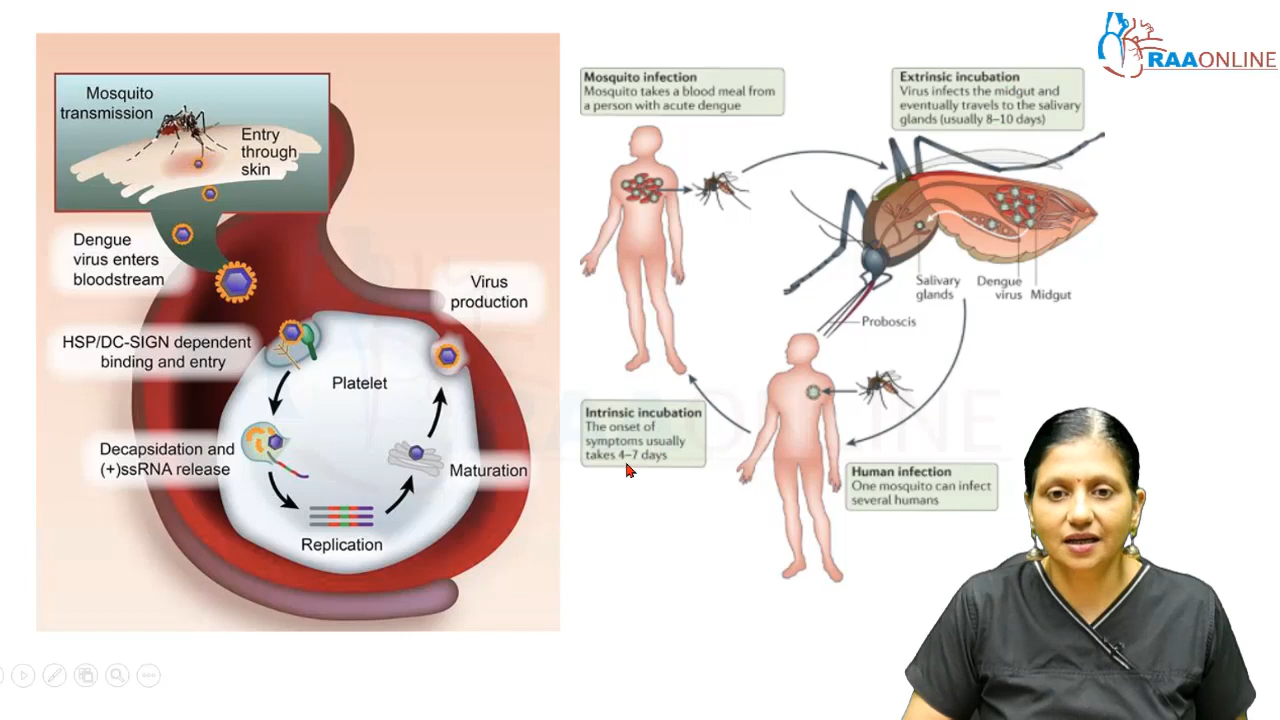 RAAONLINE
Mosquito
transmission
Entry
through
skin
Dengue
virus enters
bloodstream
Virus
production
HSP/DC-SIGN dependent
binding and entry
Platelet
Decapsidation and
(+)ssRNA release
Maturation
Replication
Mosquito infection
Mosquito takes a blood meal from
a person with acute dengue
Extrinsic incubation
Virus infects the midgut and
eventually travels to the salivary
glands (usually 8–10 days)
Salivary
glands
Dengue
virus
Midgut
Proboscis
Intrinsic incubation
The onset of
symptoms usually
takes 4–7 days
Human infection
One mosquito can infect
several humans